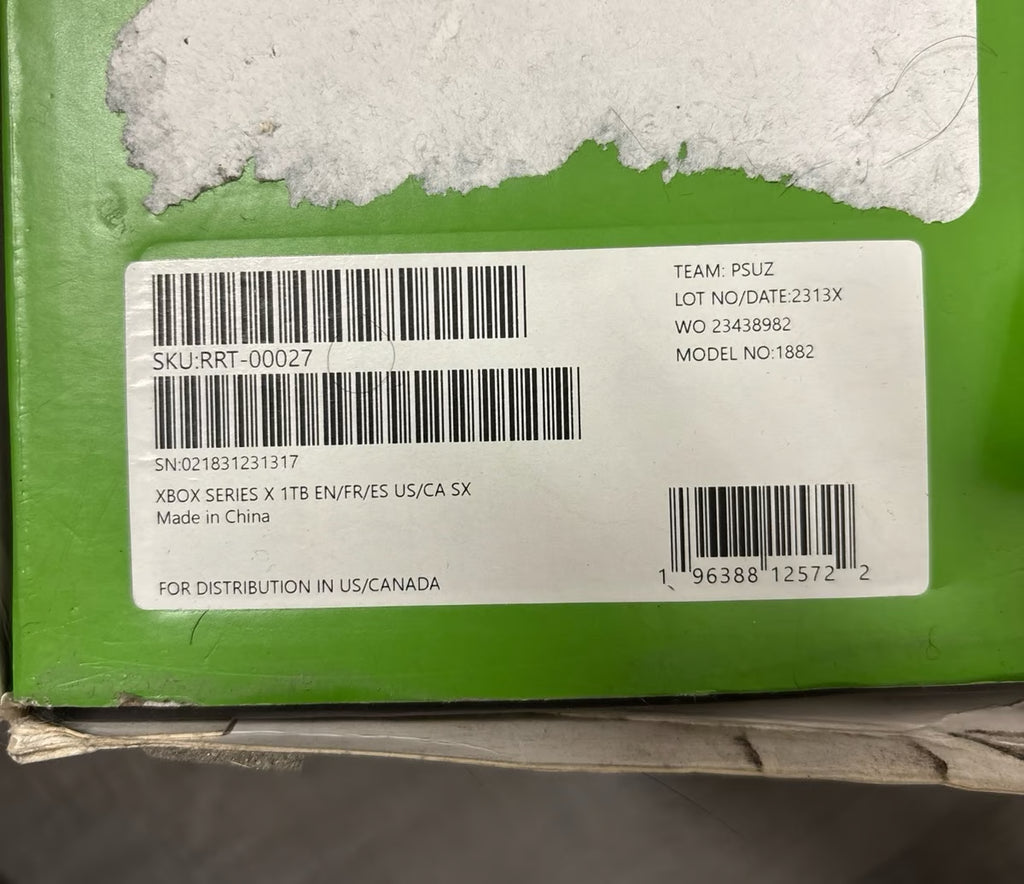 SKU:RRT-00027
SN:021831231317
XBOX SERIES X 1TB EN/FR/ES US/CA SX
Made in China
FOR DISTRIBUTION IN US/CANADA
TEAM: PSUZ
LOT NO/DATE:2313X
WO 23438982
MODEL NO:1882
1 96388 12572 2